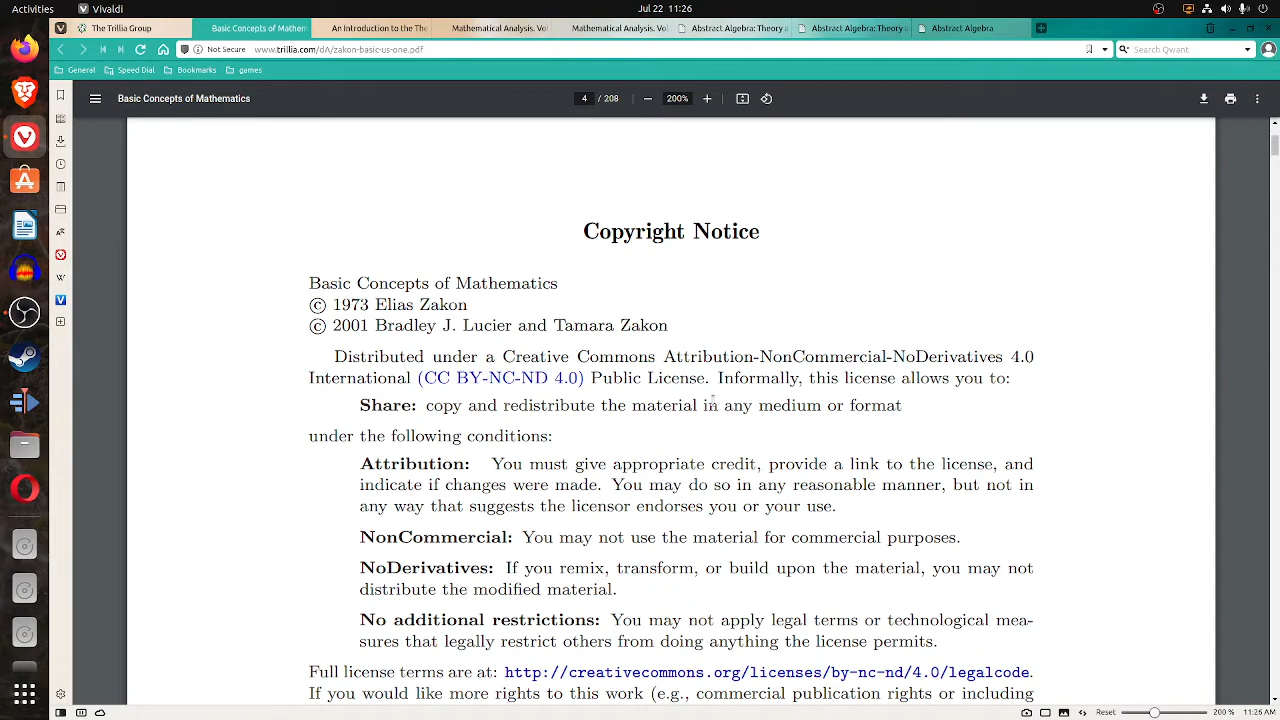 Activities Vivaldi Jul 22 11:26
The Trillia Group Basic Concepts of Mathem An Introduction to the The Mathematical Analysis. Vol Mathematical Analysis. Vol Abstract Algebra: Theory a Abstract Algebra: Theory a Abstract Algebra
Not Secure www.trillia.com/dA/zakon-basic-us-one.pdf Search Qwant
General Speed Dial Bookmarks games
Basic Concepts of Mathematics 4 / 208 200%
Copyright Notice
Basic Concepts of Mathematics
© 1973 Elias Zakon
© 2001 Bradley J. Lucier and Tamara Zakon
Distributed under a Creative Commons Attribution-NonCommercial-NoDerivatives 4.0
International (CC BY-NC-ND 4.0) Public License. Informally, this license allows you to:
Share: copy and redistribute the material in any medium or format
under the following conditions:
Attribution: You must give appropriate credit, provide a link to the license, and
indicate if changes were made. You may do so in any reasonable manner, but not in
any way that suggests the licensor endorses you or your use.
NonCommercial: You may not use the material for commercial purposes.
NoDerivatives: If you remix, transform, or build upon the material, you may not
distribute the modified material.
No additional restrictions: You may not apply legal terms or technological mea-
sures that legally restrict others from doing anything the license permits.
Full license terms are at: http://creativecommons.org/licenses/by-nc-nd/4.0/legalcode.
If you would like more rights to this work (e.g., commercial publication rights or including
Reset 200 % 11:26 AM